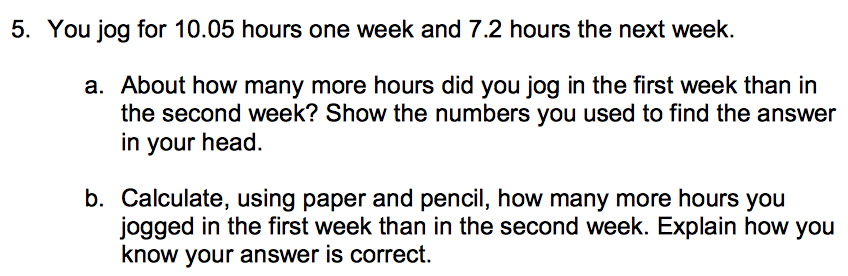 5. You jog for 10.05 hours one week and 7.2 hours the next week.
a. About how many more hours did you jog in the first week than in
the second week? Show the numbers you used to find the answer
in your head.
b. Calculate, using paper and pencil, how many more hours you
jogged in the first week than in the second week. Explain how you
know your answer is correct.